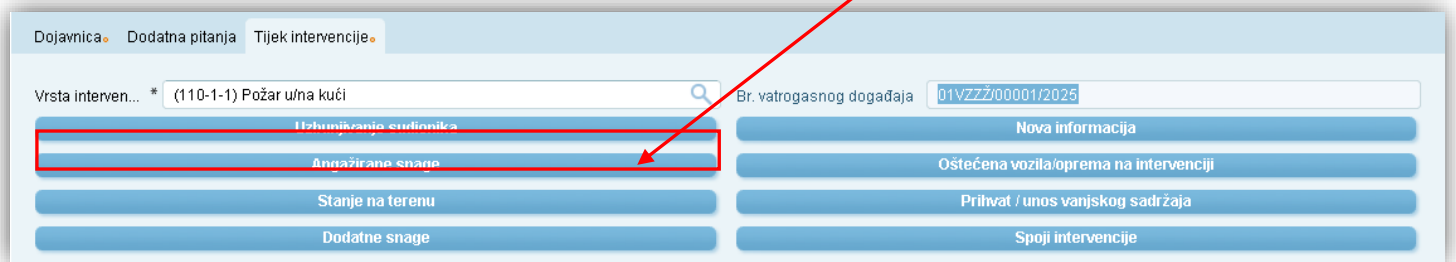 Dojavnica Dodatna pitanja Tijek intervencije
Vrsta interven... * (110-1-1) Požar u/na kući Br. vatrogasnog događaja 01VZZŽ/00001/2025
Uzbunjivanje sudionika Nova informacija
Angažirane snage Oštećena vozila/oprema na intervenciji
Stanje na terenu Prihvat / unos vanjskog sadržaja
Dodatne snage Spoji intervencije